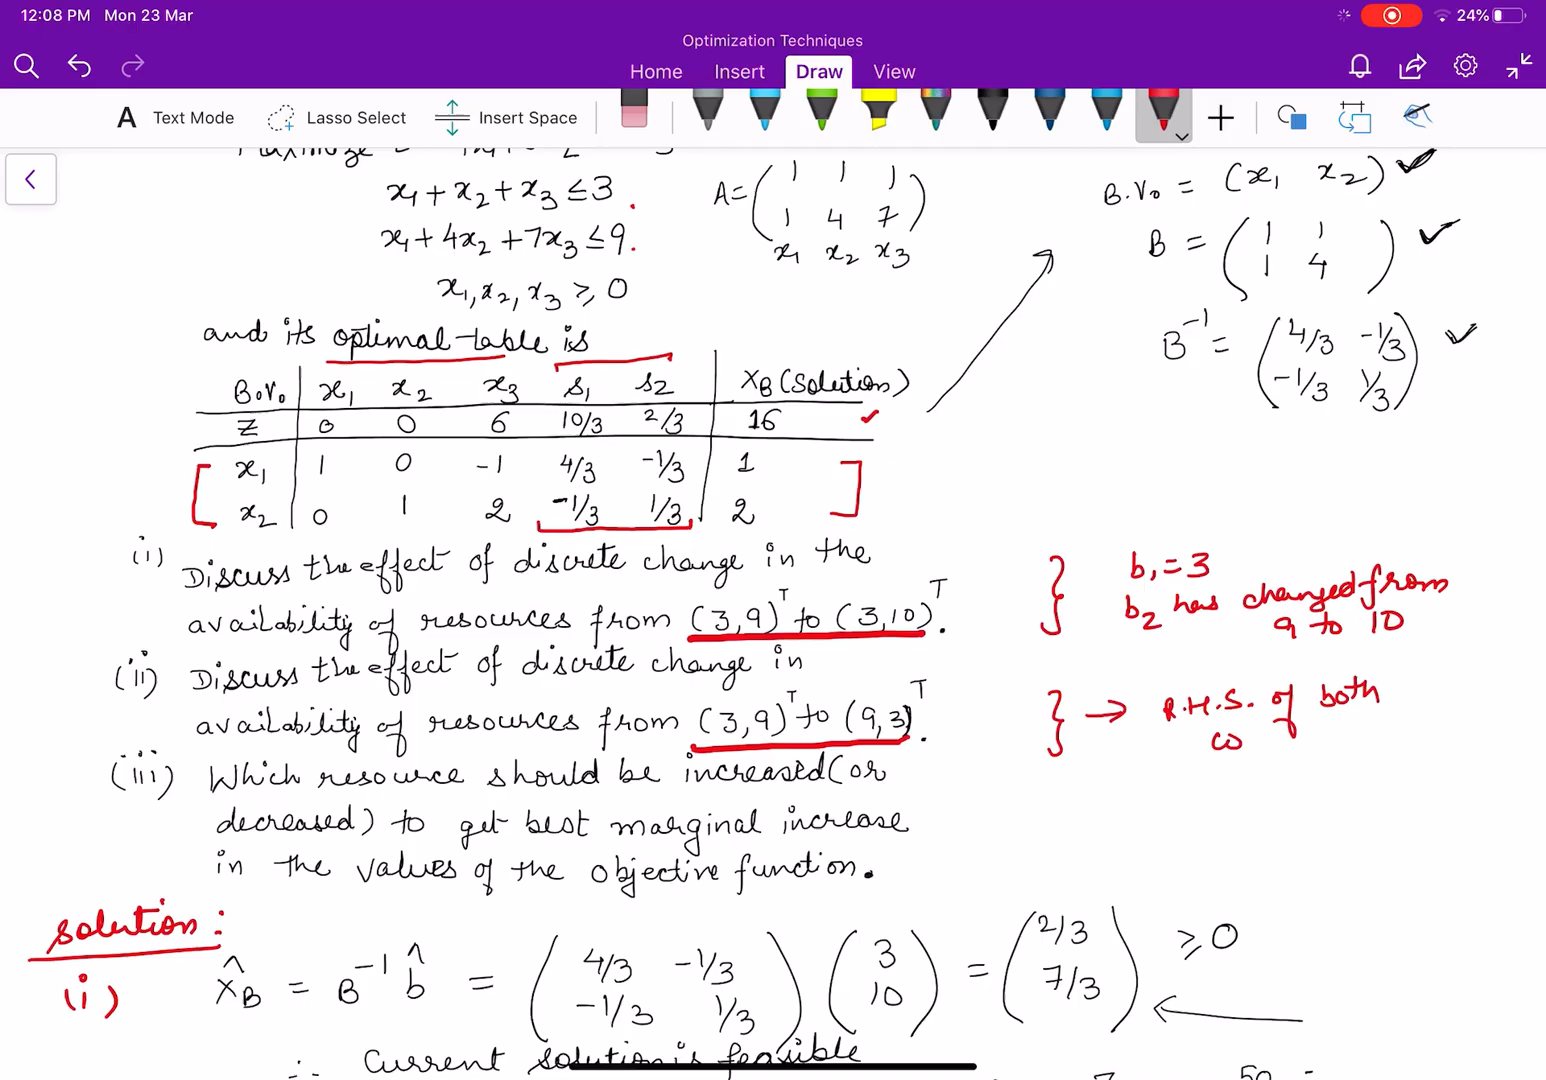 12:08 PM Mon 23 Mar
24%
Optimization Techniques
Home Insert Draw View
A Text Mode Lasso Select Insert Space
x₁ + x₂ + x₃ ≤ 3
x₁ + 4x₂ + 7x₃ ≤ 9
x₁, x₂, x₃ ≥ 0
A = ( 1 1 1
1 4 7 )
x₁ x₂ x₃
B.V. = (x₁ x₂) ✓
B = ( 1 1
1 4 ) ✓
B⁻¹ = ( 4/3 -1/3
-1/3 1/3 ) ✓
and its optimal-table is
B.V. x₁ x₂ x₃ s₁ s₂ X_B (Solution)
Z 0 0 6 10/3 2/3 16 ✓
x₁ 1 0 -1 4/3 -1/3 1
x₂ 0 1 2 -1/3 1/3 2
(i) Discuss the effect of discrete change in the
availability of resources from (3,9)ᵀ to (3,10)ᵀ.
(ii) Discuss the effect of discrete change in
availability of resources from (3,9)ᵀ to (9,3)ᵀ.
(iii) Which resource should be increased (or
decreased) to get best marginal increase
in the values of the objective function.
} b₁ = 3
b₂ has changed from
9 to 10
} → R.H.S. of both
co
Solution:
(i) X̂_B = B⁻¹ b̂ = ( 4/3 -1/3
-1/3 1/3 ) ( 3
10 ) = ( 2/3
7/3 ) ≥ 0
∴ Current solution is feasible